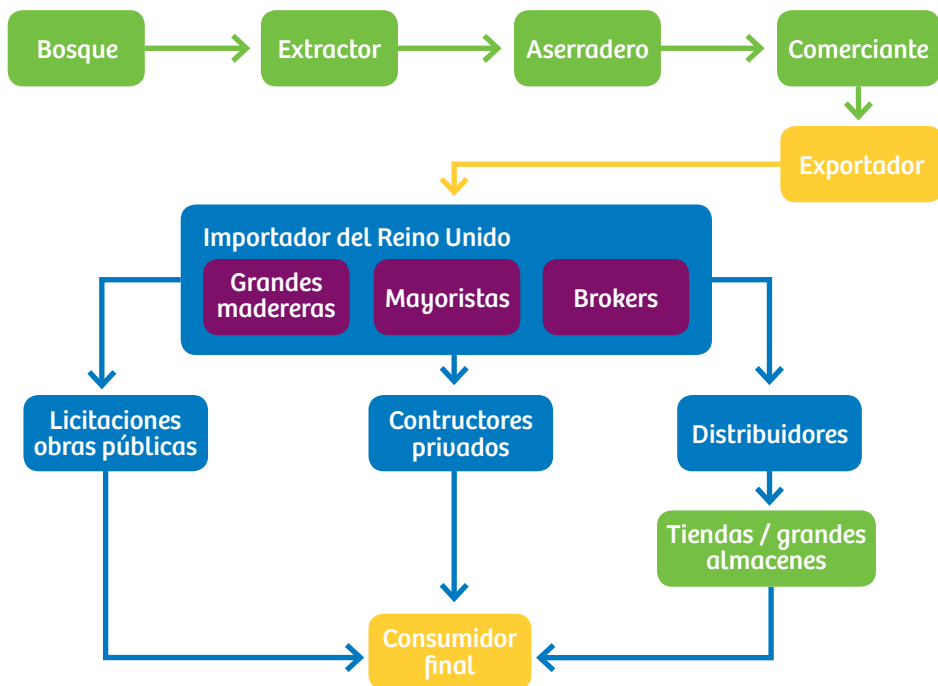 Bosque
Extractor
Aserradero
Comerciante
Exportador
Importador del Reino Unido
Grandes
madereras
Mayoristas
Brokers
Licitaciones
obras públicas
Contructores
privados
Distribuidores
Tiendas / grandes
almacenes
Consumidor
final